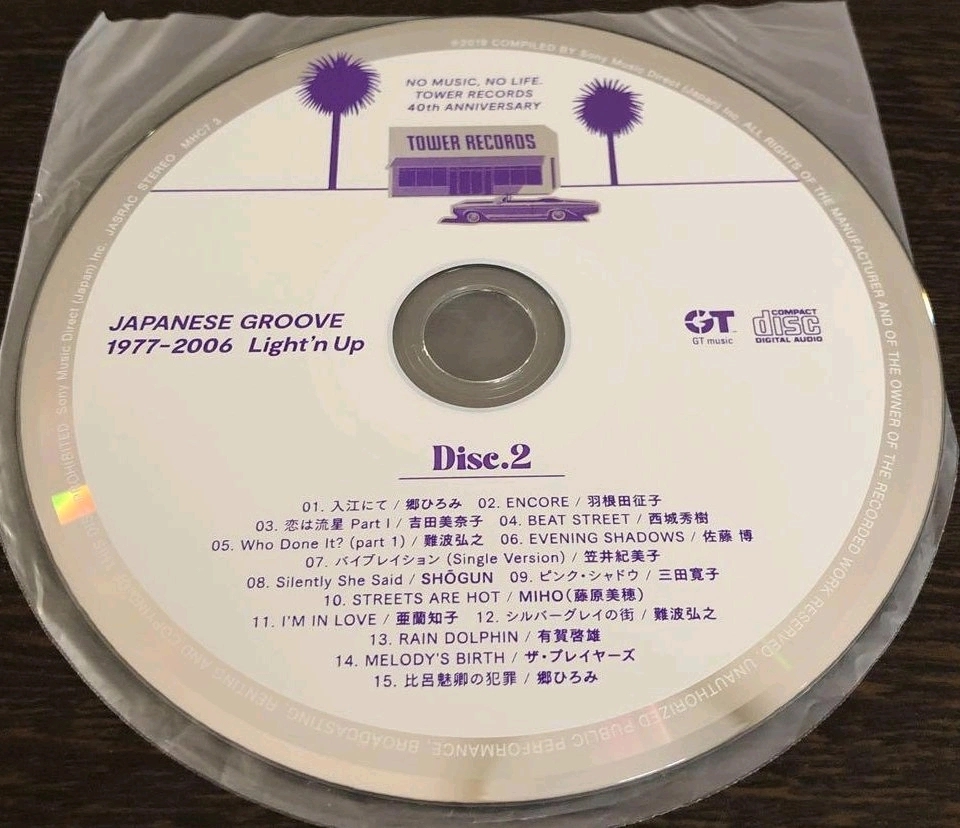 NO MUSIC, NO LIFE.
TOWER RECORDS
40th ANNIVERSARY
TOWER RECORDS
JAPANESE GROOVE
1977–2006 Light'n Up
GT
GT music
COMPACT
disc
DIGITAL AUDIO
Disc.2
01. 入江にて / 郷ひろみ 02. ENCORE / 羽根田征子
03. 恋は流星 Part I / 吉田美奈子 04. BEAT STREET / 西城秀樹
05. Who Done It? (part 1) / 難波弘之 06. EVENING SHADOWS / 佐藤 博
07. バイブレイション (Single Version) / 笠井紀美子
08. Silently She Said / SHŌGUN 09. ピンク・シャドウ / 三田寛子
10. STREETS ARE HOT / MIHO(藤原美穂)
11. I'M IN LOVE / 亜蘭知子 12. シルバーグレイの街 / 難波弘之
13. RAIN DOLPHIN / 有賀啓雄
14. MELODY'S BIRTH / ザ・プレイヤーズ
15. 比呂魅卿の犯罪 / 郷ひろみ
Sony Music Direct (Japan) Inc. JASRAC STEREO MHC7 3
℗2019 COMPILED BY Sony Music Direct (Japan) Inc. ALL RIGHTS OF THE MANUFACTURER AND OF THE OWNER OF THE RECORDED WORK RESERVED UNAUTHORIZED PUBLIC PERFORMANCE, BROADCASTING, RENTING AND